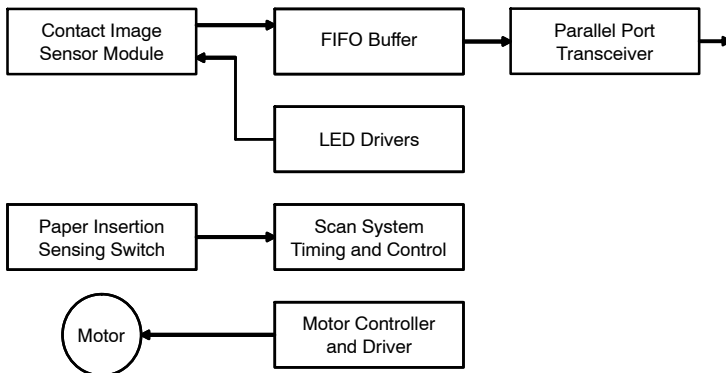 Contact Image
Sensor Module
FIFO Buffer
Parallel Port
Transceiver
LED Drivers
Paper Insertion
Sensing Switch
Scan System
Timing and Control
Motor
Motor Controller
and Driver